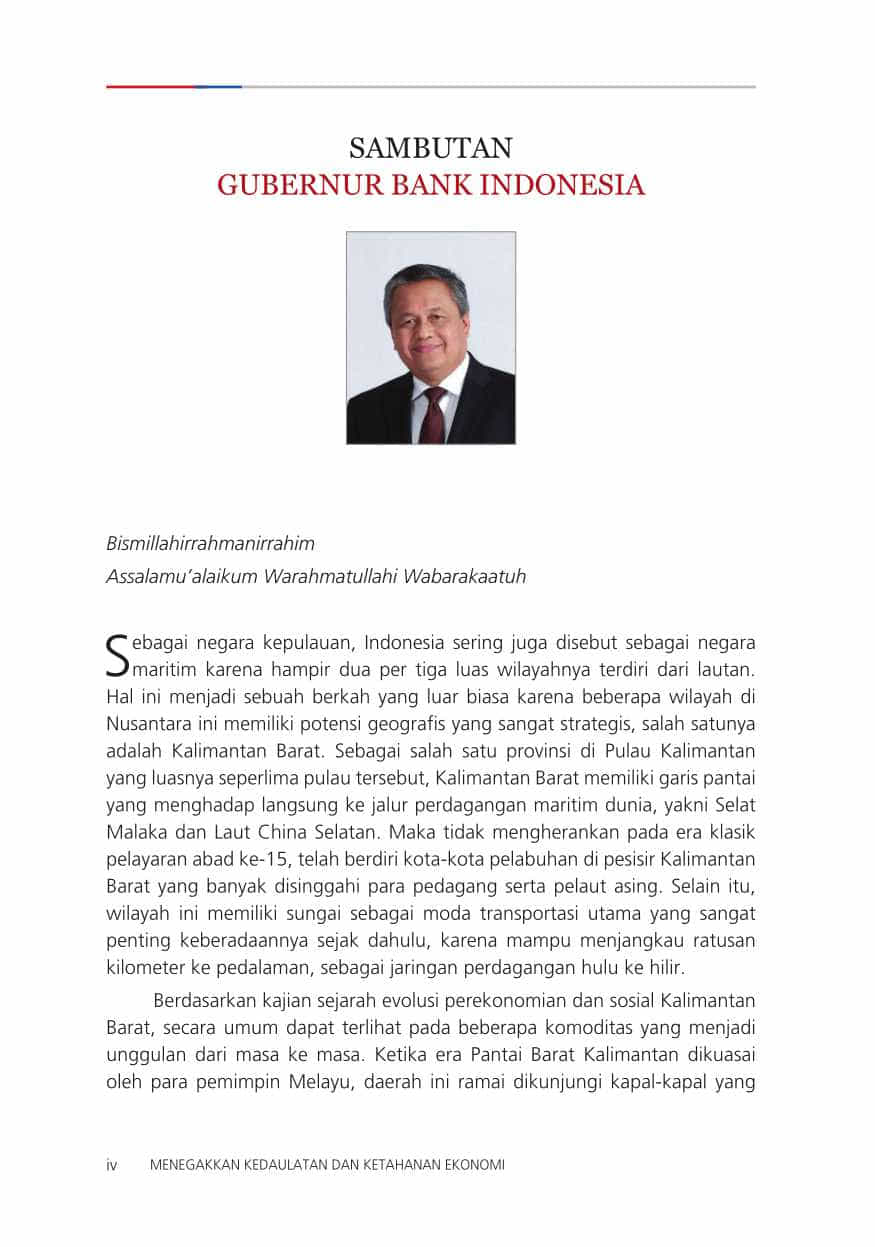 SAMBUTAN
GUBERNUR BANK INDONESIA
Bismillahirrahmanirrahim
Assalamu’alaikum Warahmatullahi Wabarakaatuh
Sebagai negara kepulauan, Indonesia sering juga disebut sebagai negara
maritim karena hampir dua per tiga luas wilayahnya terdiri dari lautan.
Hal ini menjadi sebuah berkah yang luar biasa karena beberapa wilayah di
Nusantara ini memiliki potensi geografis yang sangat strategis, salah satunya
adalah Kalimantan Barat. Sebagai salah satu provinsi di Pulau Kalimantan
yang luasnya seperlima pulau tersebut, Kalimantan Barat memiliki garis pantai
yang menghadap langsung ke jalur perdagangan maritim dunia, yakni Selat
Malaka dan Laut China Selatan. Maka tidak mengherankan pada era klasik
pelayaran abad ke-15, telah berdiri kota-kota pelabuhan di pesisir Kalimantan
Barat yang banyak disinggahi para pedagang serta pelaut asing. Selain itu,
wilayah ini memiliki sungai sebagai moda transportasi utama yang sangat
penting keberadaannya sejak dahulu, karena mampu menjangkau ratusan
kilometer ke pedalaman, sebagai jaringan perdagangan hulu ke hilir.
Berdasarkan kajian sejarah evolusi perekonomian dan sosial Kalimantan
Barat, secara umum dapat terlihat pada beberapa komoditas yang menjadi
unggulan dari masa ke masa. Ketika era Pantai Barat Kalimantan dikuasai
oleh para pemimpin Melayu, daerah ini ramai dikunjungi kapal-kapal yang
iv MENEGAKKAN KEDAULATAN DAN KETAHANAN EKONOMI